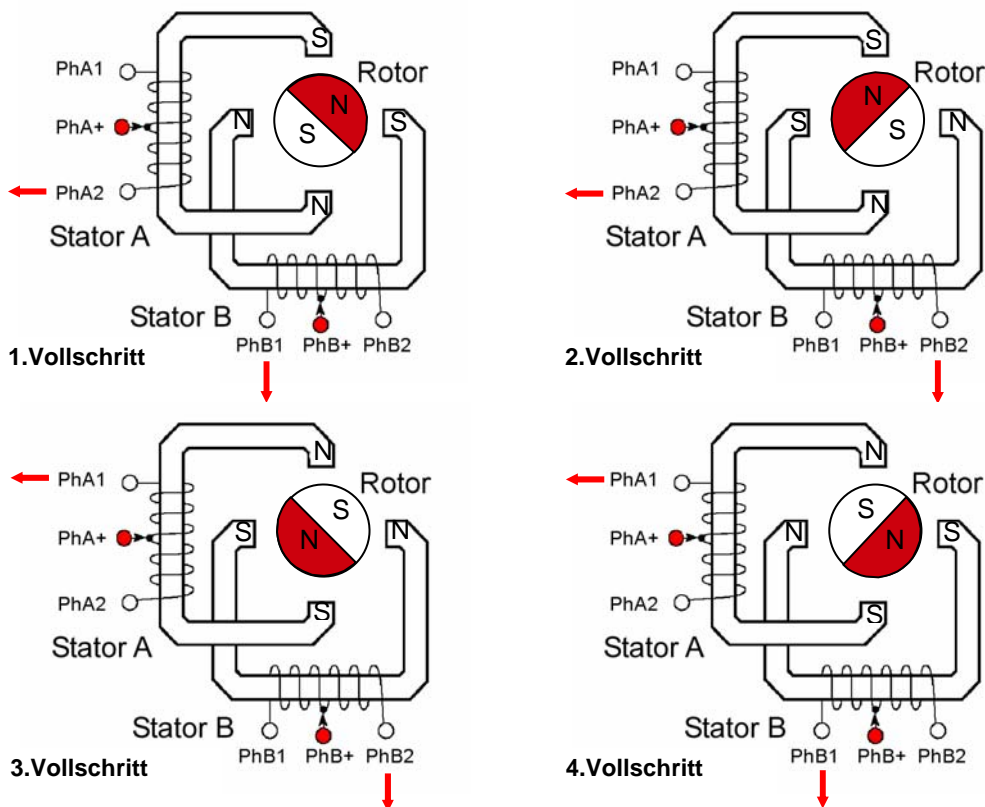 S
PhA1
Rotor
N
PhA+
N
S
S
PhA2
N
Stator A
Stator B
PhB1 PhB+ PhB2
1.Vollschritt
S
PhA1
Rotor
N
PhA+
S
S
N
PhA2
N
Stator A
Stator B
PhB1 PhB+ PhB2
2.Vollschritt
N
PhA1
Rotor
S
PhA+
S
N
N
PhA2
S
Stator A
Stator B
PhB1 PhB+ PhB2
3.Vollschritt
N
PhA1
Rotor
S
PhA+
N
N
S
PhA2
S
Stator A
Stator B
PhB1 PhB+ PhB2
4.Vollschritt